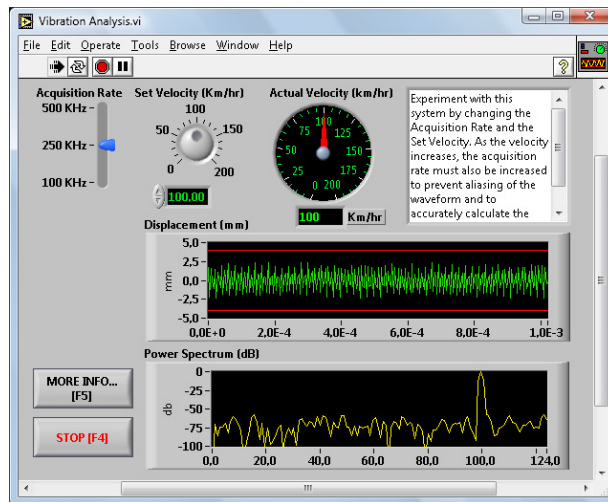 Vibration Analysis.vi
File Edit Operate Tools Browse Window Help
Acquisition Rate
500 KHz
250 KHz
100 KHz
Set Velocity (Km/hr)
100
50 150
0 200
100.00
Actual Velocity (km/hr)
100
75 125
50 150
25 175
0 200
100 Km/hr
Experiment with this
system by changing the
Acquisition Rate and the
Set Velocity. As the velocity
increases, the acquisition
rate must also be increased
to prevent aliasing of the
waveform and to
accurately calculate the
Displacement (mm)
5,0
2,5
0,0
-2,5
-5,0
mm
0,0E+0 2,0E-4 4,0E-4 6,0E-4 8,0E-4 1,0E-3
Power Spectrum (dB)
0
-25
-50
-75
-100
db
0,0 20,0 40,0 60,0 80,0 100,0 124,0
MORE INFO...
[F5]
STOP [F4]